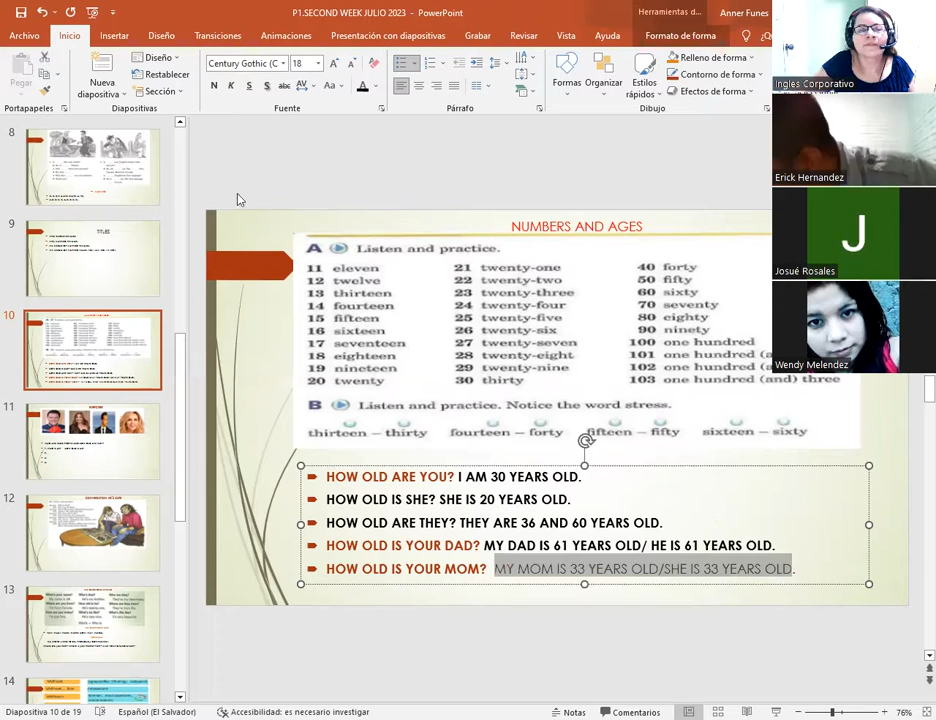 P1.SECOND WEEK JULIO 2023 - PowerPoint
Herramientas d...
Anner Funes
Archivo Inicio Insertar Diseño Transiciones Animaciones Presentación con diapositivas Grabar Revisar Vista Ayuda Formato de forma
Pegar
Nueva diapositiva
Diseño
Restablecer
Sección
Century Gothic (C
18
N K S S abc AV Aa A
Formas
Organizar
Estilos rápidos
Relleno de forma
Contorno de forma
Efectos de forma
Portapapeles
Diapositivas
Fuente
Párrafo
Dibujo
Ingles Corporativo
Erick Hernandez
J
Josué Rosales
Wendy Melendez
8
9
10
11
12
13
14
NUMBERS AND AGES
A Listen and practice.
11 eleven 21 twenty-one 40 forty
12 twelve 22 twenty-two 50 fifty
13 thirteen 23 twenty-three 60 sixty
14 fourteen 24 twenty-four 70 seventy
15 fifteen 25 twenty-five 80 eighty
16 sixteen 26 twenty-six 90 ninety
17 seventeen 27 twenty-seven 100 one hundred
18 eighteen 28 twenty-eight 101 one hundred (a
19 nineteen 29 twenty-nine 102 one hundred (a
20 twenty 30 thirty 103 one hundred (and) three
B Listen and practice. Notice the word stress.
thirteen – thirty fourteen – forty fifteen – fifty sixteen – sixty
HOW OLD ARE YOU? I AM 30 YEARS OLD.
HOW OLD IS SHE? SHE IS 20 YEARS OLD.
HOW OLD ARE THEY? THEY ARE 36 AND 60 YEARS OLD.
HOW OLD IS YOUR DAD? MY DAD IS 61 YEARS OLD/ HE IS 61 YEARS OLD.
HOW OLD IS YOUR MOM? MY MOM IS 33 YEARS OLD/SHE IS 33 YEARS OLD.
Diapositiva 10 de 19
Español (El Salvador)
Accesibilidad: es necesario investigar
Notas
Comentarios
76%